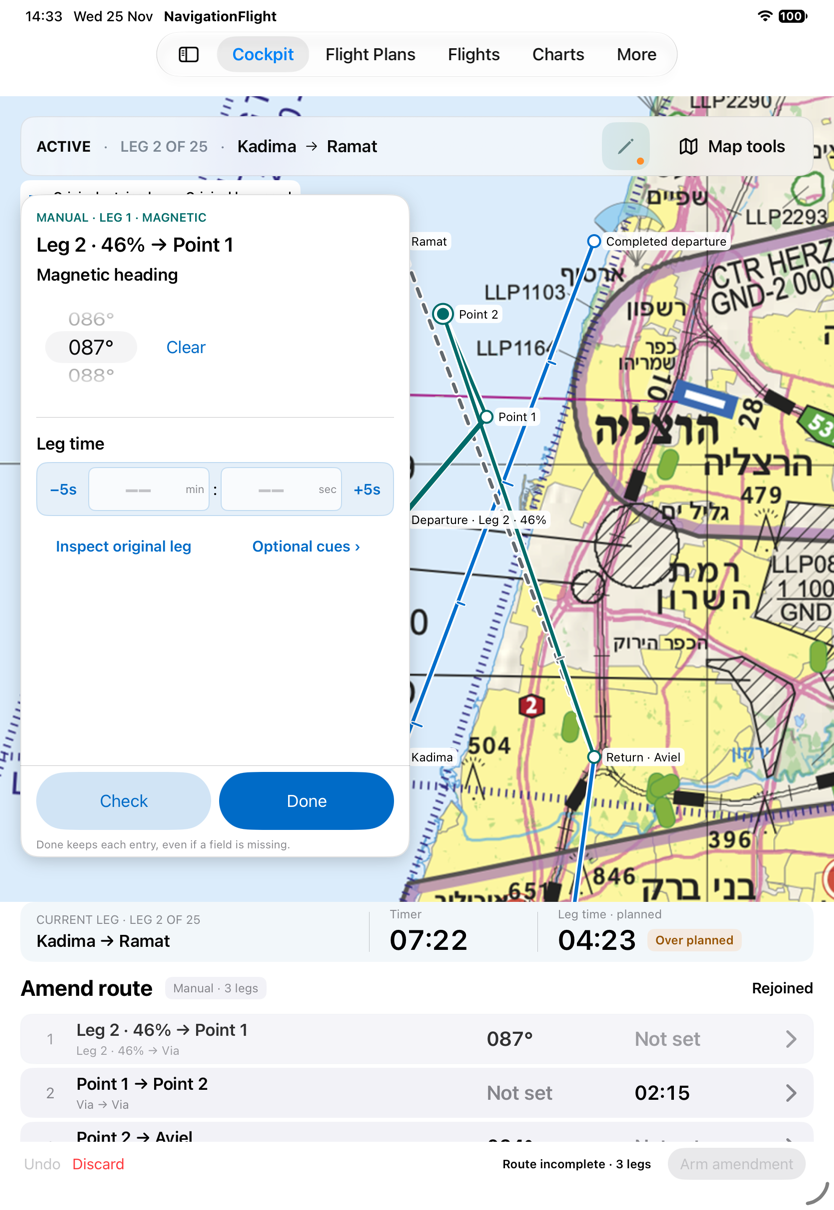 14:33 Wed 25 Nov NavigationFlight
100
Cockpit Flight Plans Flights Charts More
LLP2290
ACTIVE · LEG 2 OF 25 · Kadima → Ramat
Map tools
שפיים
LLP2293
MANUAL · LEG 1 · MAGNETIC
Leg 2 · 46% → Point 1
Magnetic heading
086°
087°
088°
Clear
Leg time
−5s
—— min : —— sec
+5s
Inspect original leg
Optional cues ›
Check
Done
Done keeps each entry, even if a field is missing.
Ramat
Completed departure
ארסוף
CTR HERZ
GND-2 000
LLP1103
רשפון
Point 2
LLP1164
כפר
שמריהו
10
28
53
Point 1
הרצליה
הרצליה
479
גליל ים
Departure · Leg 2 · 46%
רמת
השרון
LLP08
1 100
GND
הכפר הירוק
2
504
Kadima
Return · Aviel
ירקון
396
846
651
בני ברק
CURRENT LEG · LEG 2 OF 25
Kadima → Ramat
Timer
07:22
Leg time · planned
04:23 Over planned
Amend route Manual · 3 legs
Rejoined
1 Leg 2 · 46% → Point 1 087° Not set
Leg 2 · 46% → Via
2 Point 1 → Point 2 Not set 02:15
Via → Via
Point 2 → Aviel
Undo Discard
Route incomplete · 3 legs
Arm amendment